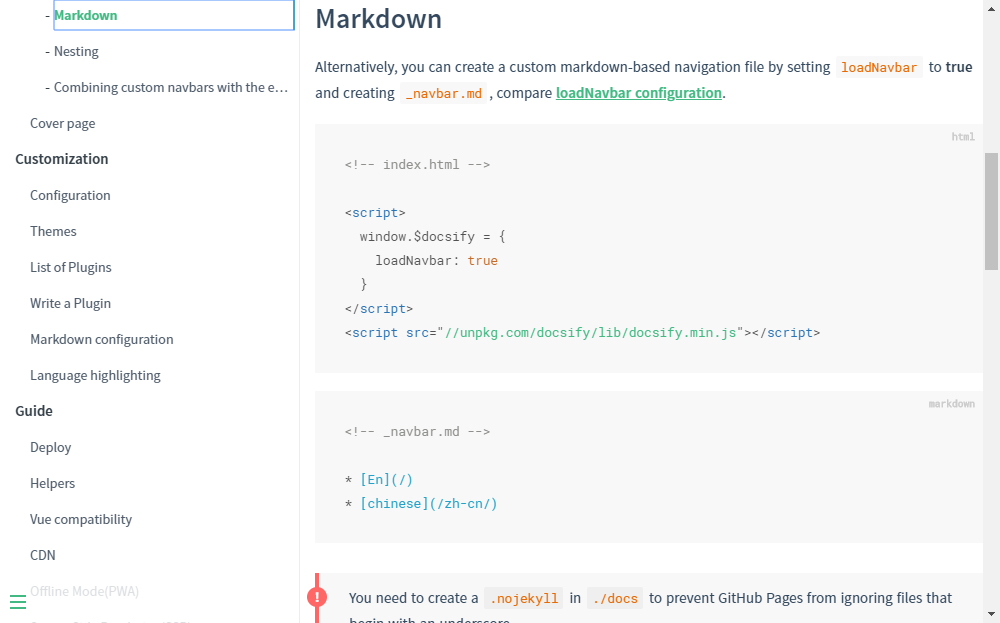 - Markdown
- Nesting
- Combining custom navbars with the e…
Cover page
Customization
Configuration
Themes
List of Plugins
Write a Plugin
Markdown configuration
Language highlighting
Guide
Deploy
Helpers
Vue compatibility
CDN
Offline Mode(PWA)
Markdown
Alternatively, you can create a custom markdown-based navigation file by setting loadNavbar to true
and creating _navbar.md , compare loadNavbar configuration.
html
<!-- index.html -->
<script>
window.$docsify = {
loadNavbar: true
}
</script>
<script src="//unpkg.com/docsify/lib/docsify.min.js"></script>
markdown
<!-- _navbar.md -->
* [En](/)
* [chinese](/zh-cn/)
You need to create a .nojekyll in ./docs to prevent GitHub Pages from ignoring files that
begin with an underscore.